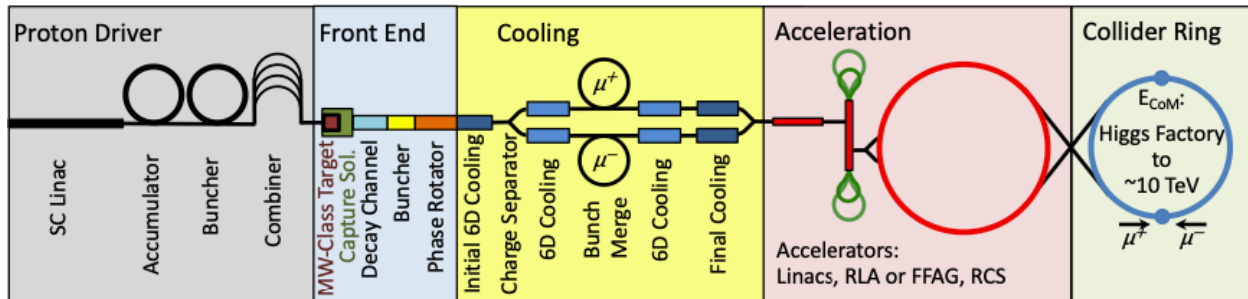 Proton Driver
SC Linac
Accumulator
Buncher
Combiner
Front End
MW-Class Target
Capture Sol.
Decay Channel
Buncher
Phase Rotator
Cooling
μ+
μ−
Initial 6D Cooling
Charge Separator
6D Cooling
Bunch
Merge
6D Cooling
Final Cooling
Acceleration
Accelerators:
Linacs, RLA or FFAG, RCS
Collider Ring
ECoM:
Higgs Factory
to
~10 TeV
μ+ μ−